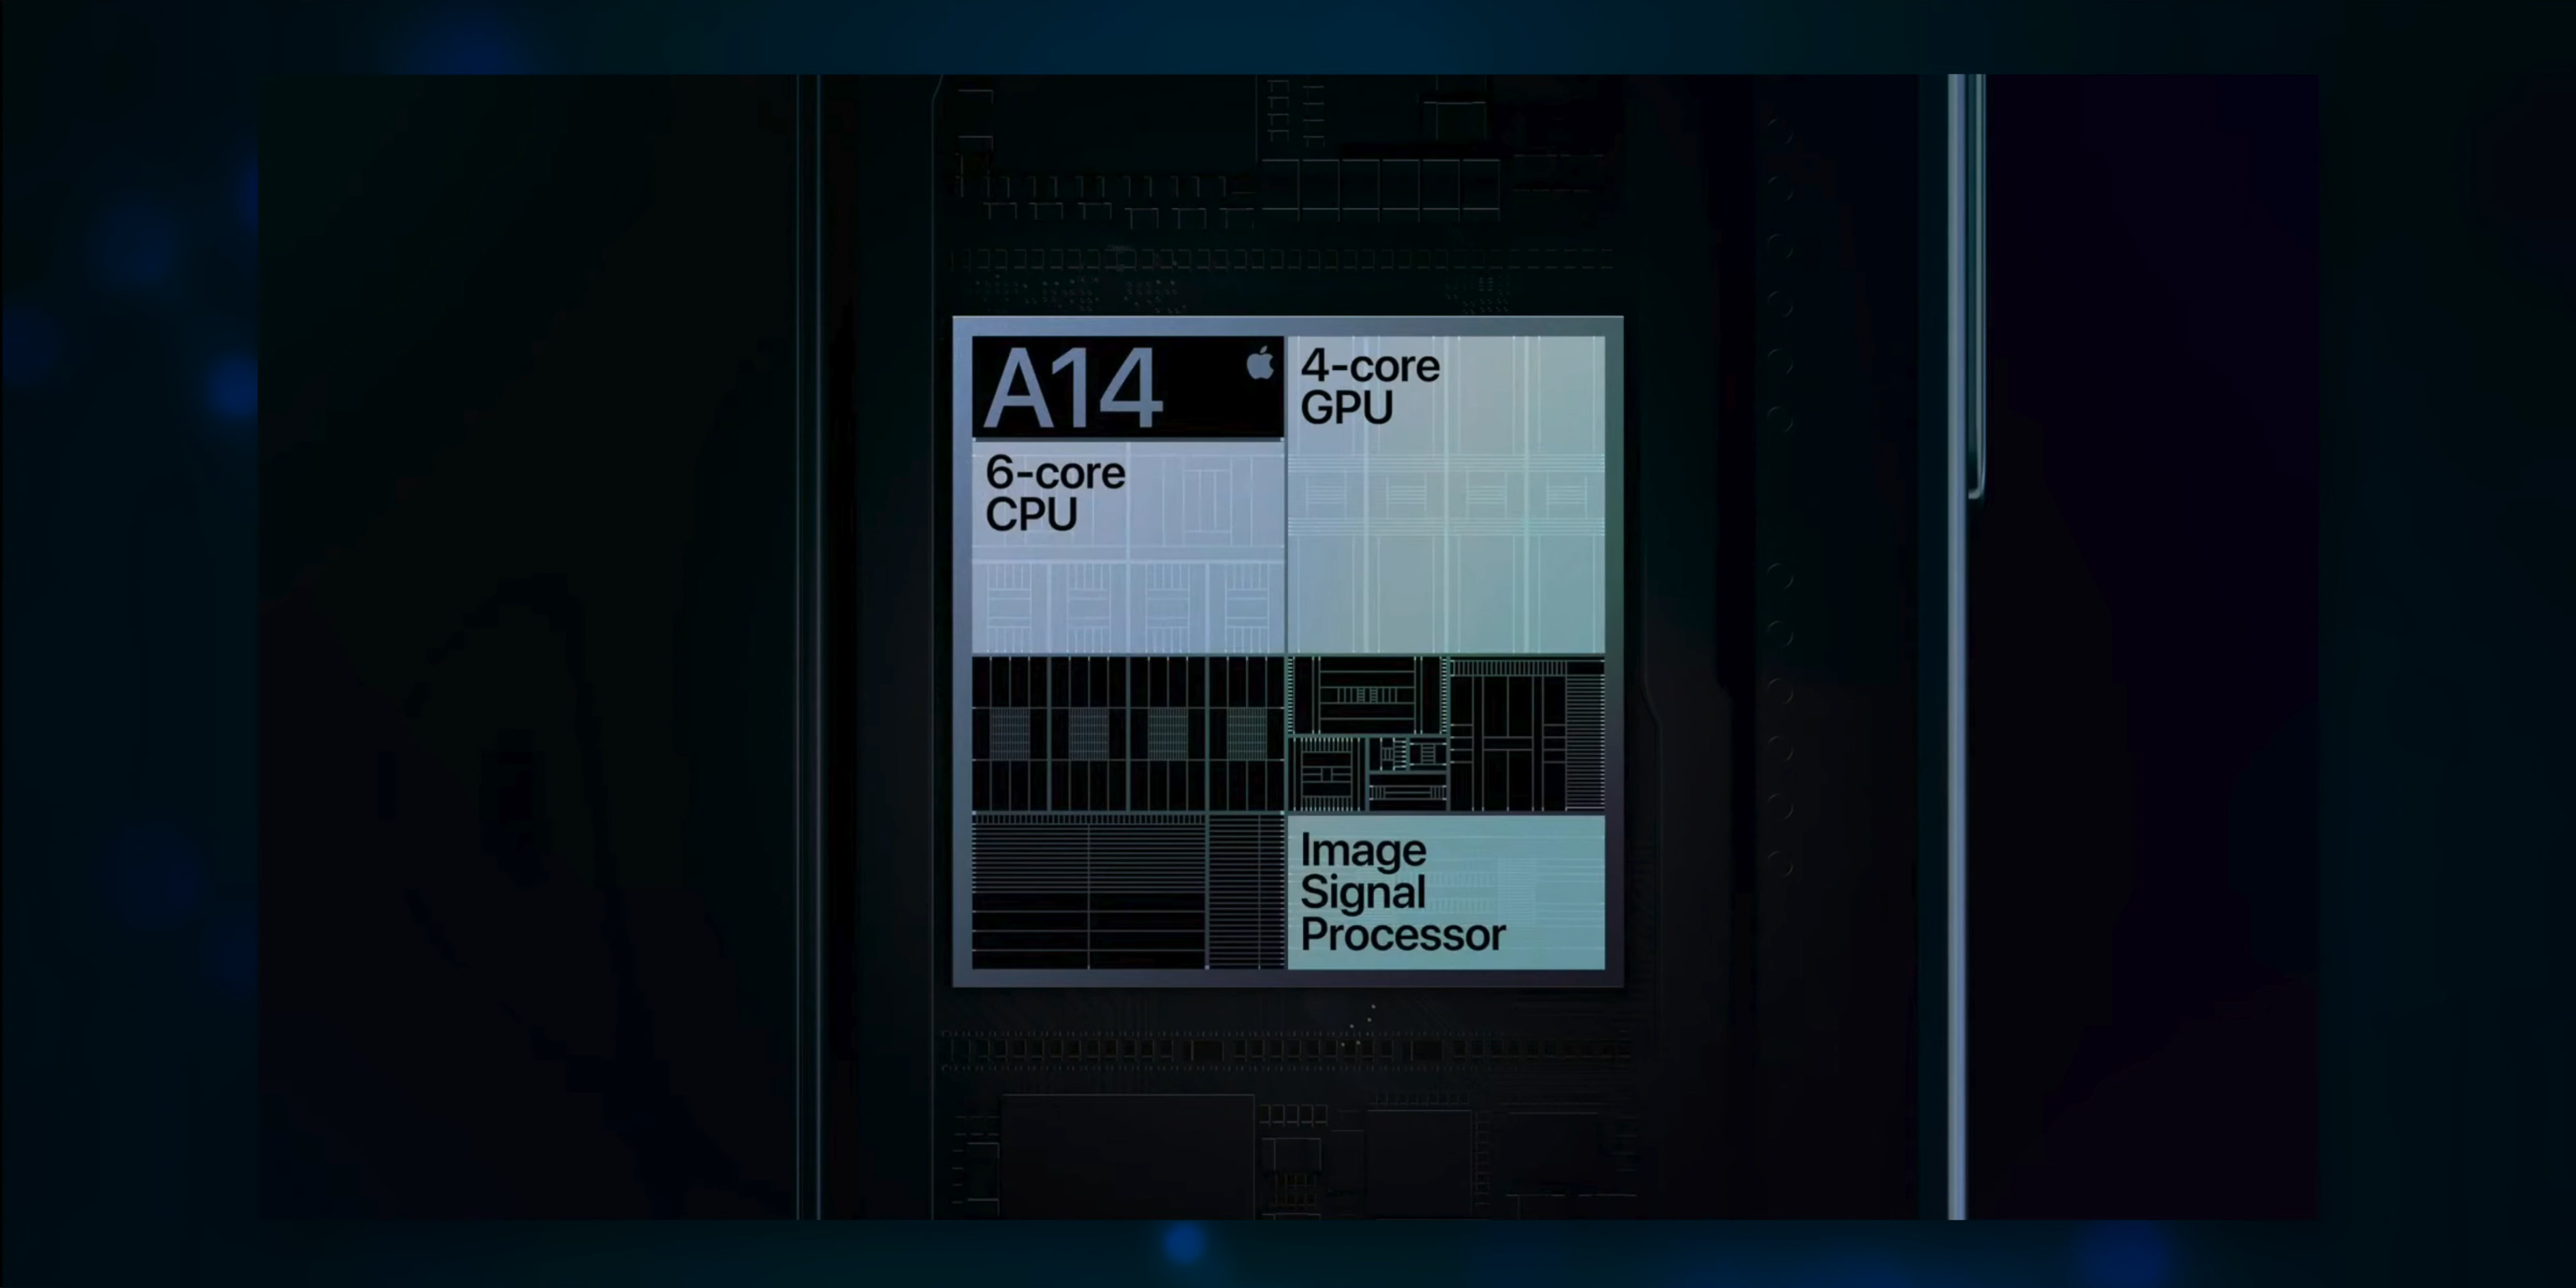 A14
6-core
CPU
4-core
GPU
Image
Signal
Processor